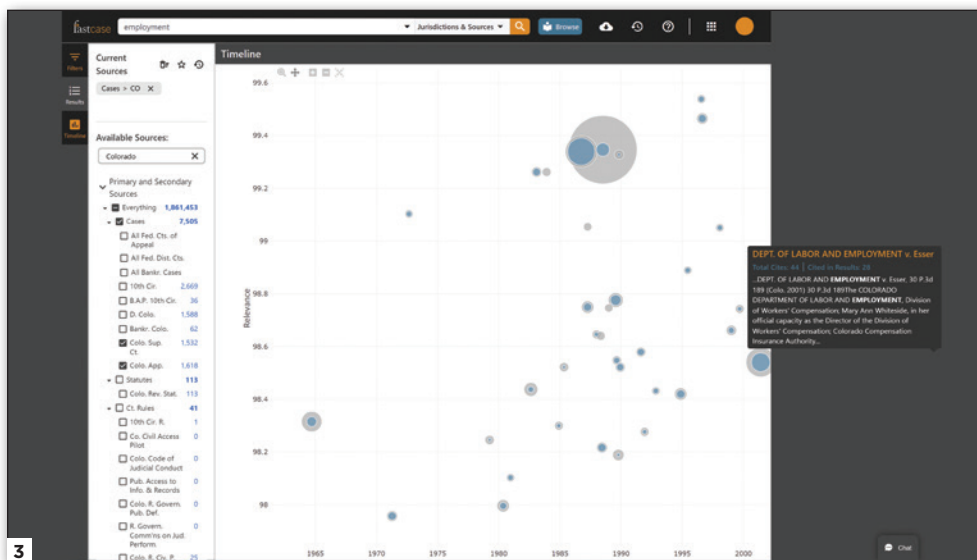 fastcase
employment
Jurisdictions & Sources
Browse
Filters
Results
Timeline
Current
Sources
Cases > CO ✕
Available Sources:
Colorado ✕
Primary and Secondary
Sources
Everything 1,861,453
Cases 7,505
All Fed. Cts. of
Appeal
All Fed. Dist. Cts.
All Bankr. Cases
10th Cir. 2,669
B.A.P. 10th-Cir. 36
D. Colo. 1,588
Bankr. Colo. 62
Colo. Sup. 1,532
Ct.
Colo. App. 1,618
Statutes 113
Colo. Rev. Stat. 113
Ct. Rules 41
10th Cir. R. 1
Co. Civil Access 0
Pilot
Colo. Code of 0
Judicial Conduct
Pub. Access to 0
Info. & Records
Colo. R. Govern. 0
Pub. Def.
R. Govern. 0
Comm'ns on Jud.
Perform.
Colo. R. Civ. P. 25
Timeline
99.6
99.4
99.2
99
98.8
98.6
98.4
98.2
98
Relevance
1965 1970 1975 1980 1985 1990 1995 2000
DEPT. OF LABOR AND EMPLOYMENT v. Esser
Total Cites: 44 | Cited in Results: 28
...DEPT. OF LABOR AND EMPLOYMENT v. Esser, 30 P.3d
189 (Colo. 2001) 30 P.3d 189The COLORADO
DEPARTMENT OF LABOR AND EMPLOYMENT, Division
of Workers' Compensation; Mary Ann Whiteside, in her
official capacity as the Director of the Division of
Workers' Compensation; Colorado Compensation
Insurance Authority...
Chat
3